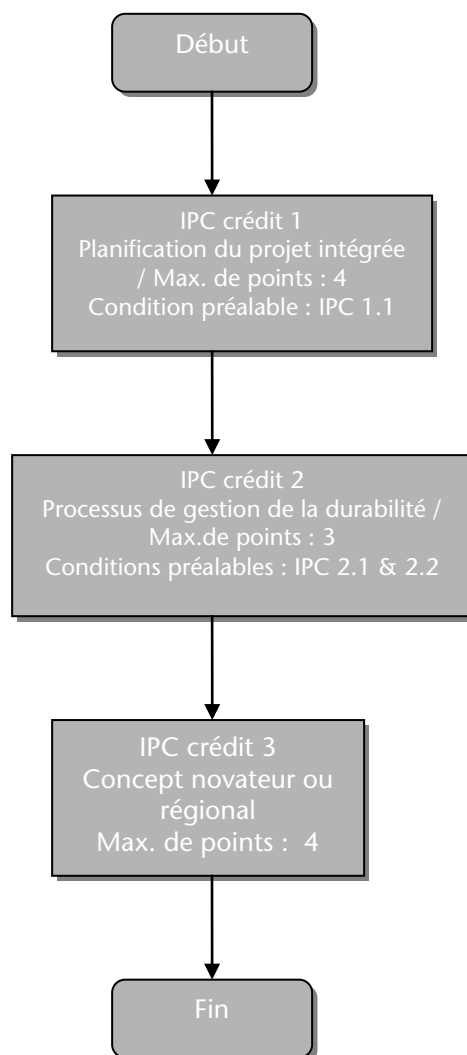 Début
IPC crédit 1
Planification du projet intégrée
/ Max. de points : 4
Condition préalable : IPC 1.1
IPC crédit 2
Processus de gestion de la durabilité /
Max.de points : 3
Conditions préalables : IPC 2.1 & 2.2
IPC crédit 3
Concept novateur ou
régional
Max. de points : 4
Fin